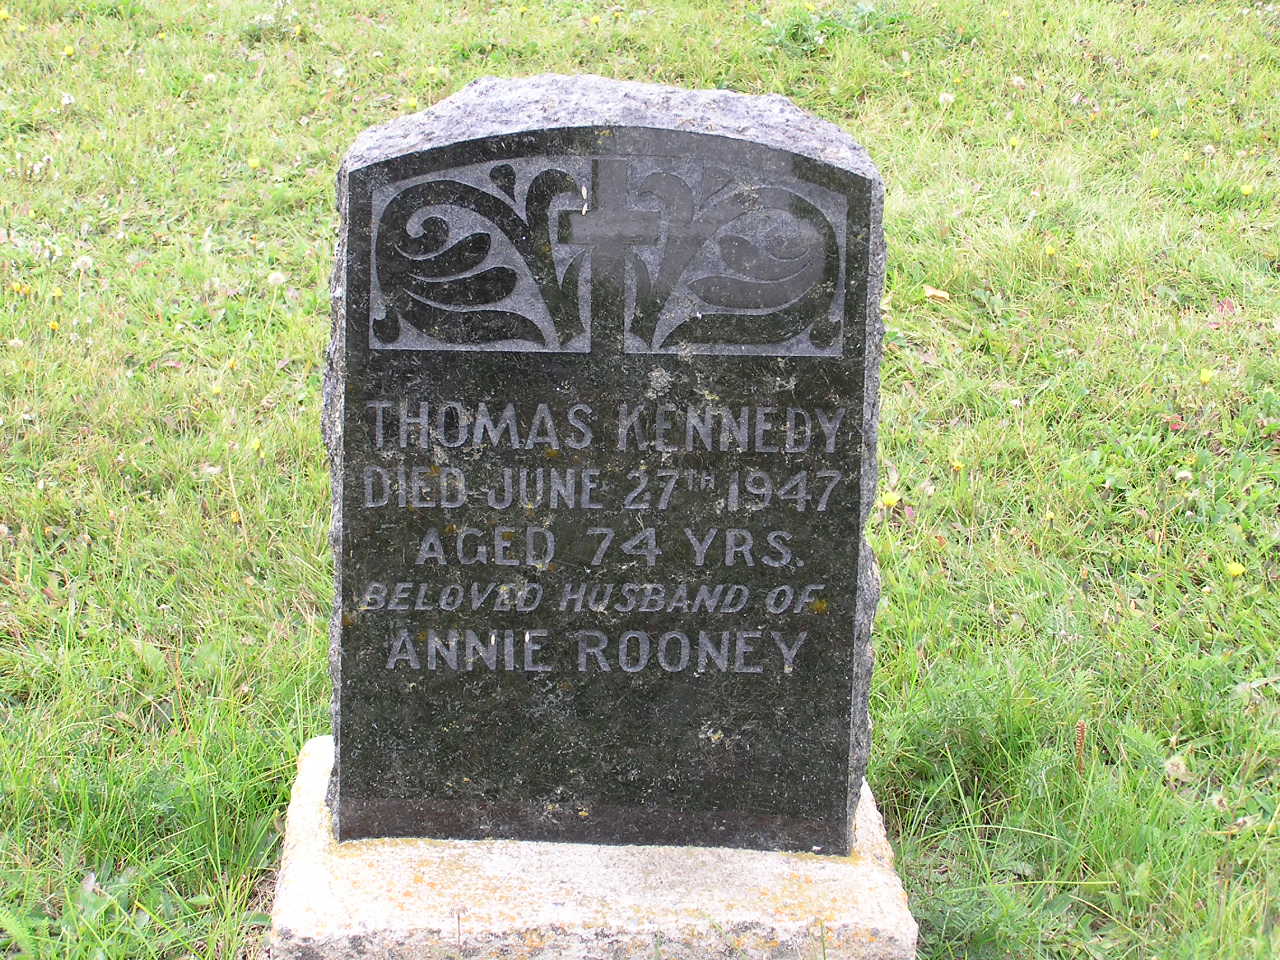 THOMAS KENNEDY
DIED JUNE 27TH 1947
AGED 74 YRS.
BELOVED HUSBAND OF
ANNIE ROONEY